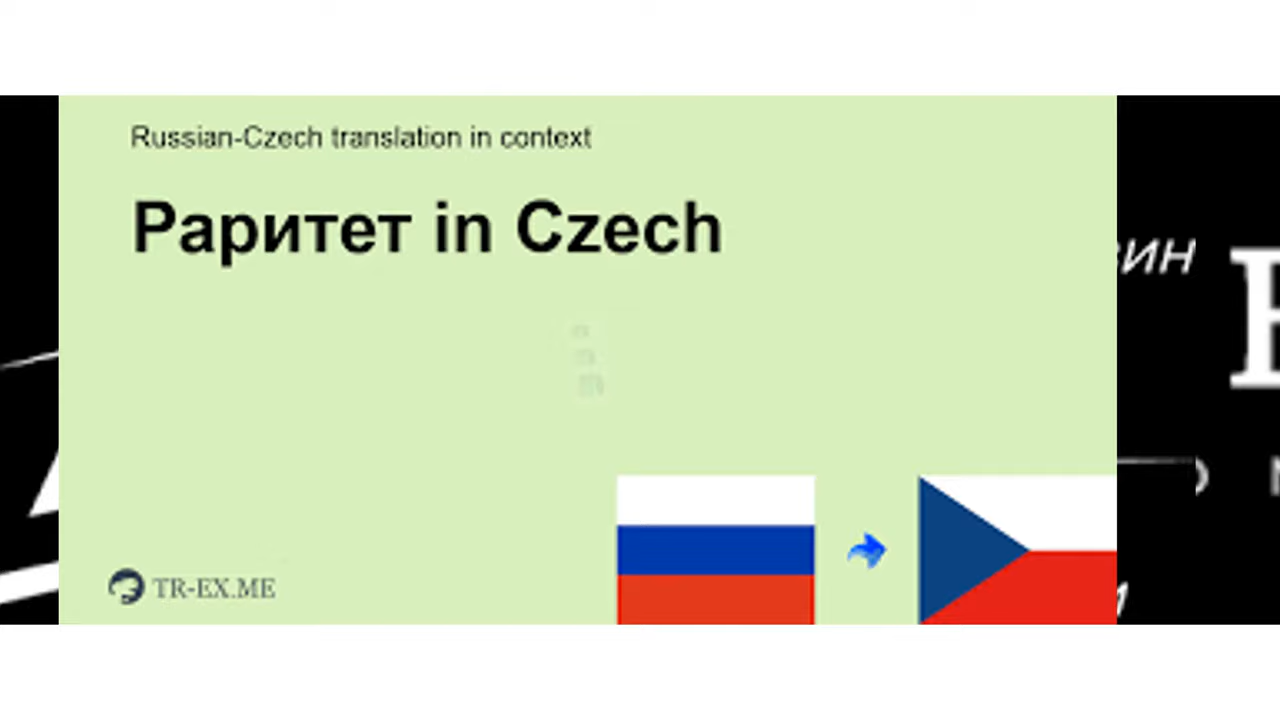 Russian-Czech translation in context
Раритет in Czech
TR-EX.ME